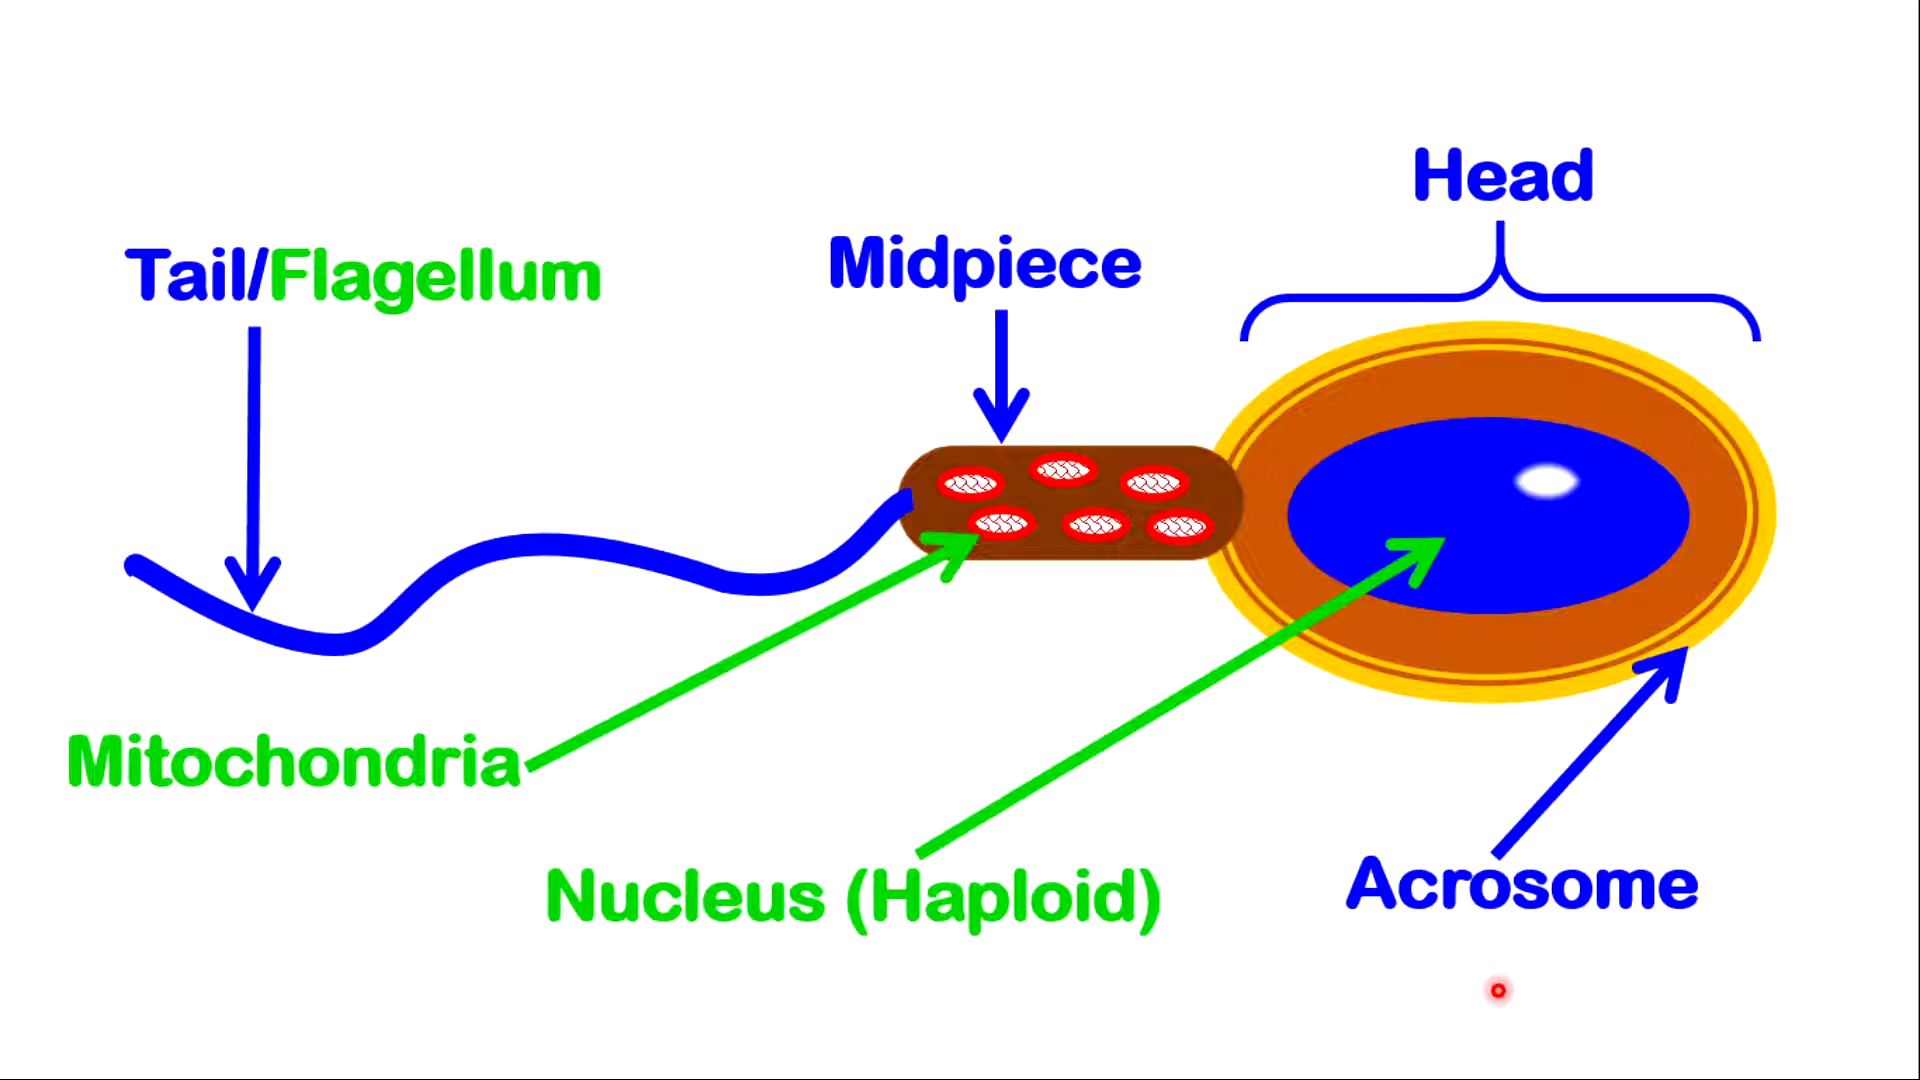 Head
Midpiece
Tail/Flagellum
Mitochondria
Nucleus (Haploid)
Acrosome